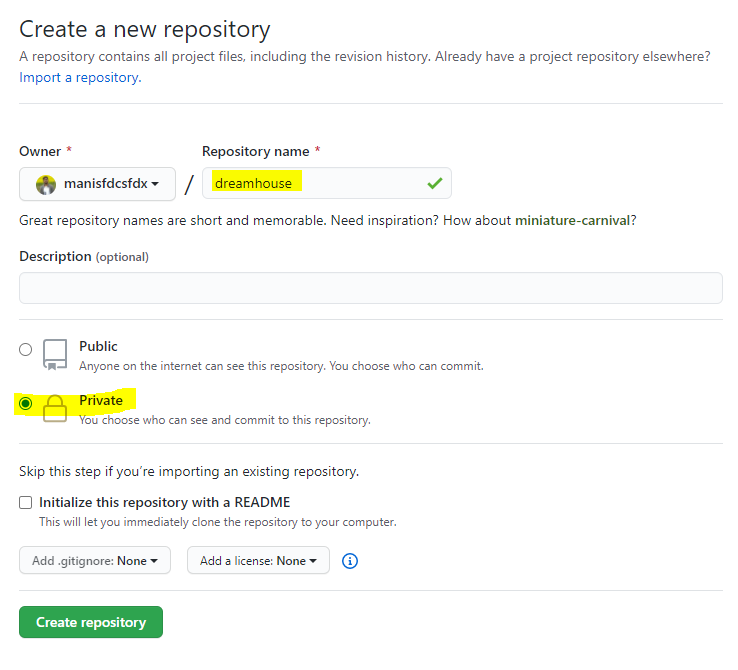 Create a new repository
A repository contains all project files, including the revision history. Already have a project repository elsewhere?
Import a repository.
Owner * Repository name *
manisfdcsfdx / dreamhouse
Great repository names are short and memorable. Need inspiration? How about miniature-carnival?
Description (optional)
Public
Anyone on the internet can see this repository. You choose who can commit.
Private
You choose who can see and commit to this repository.
Skip this step if you’re importing an existing repository.
Initialize this repository with a README
This will let you immediately clone the repository to your computer.
Add .gitignore: None Add a license: None
Create repository